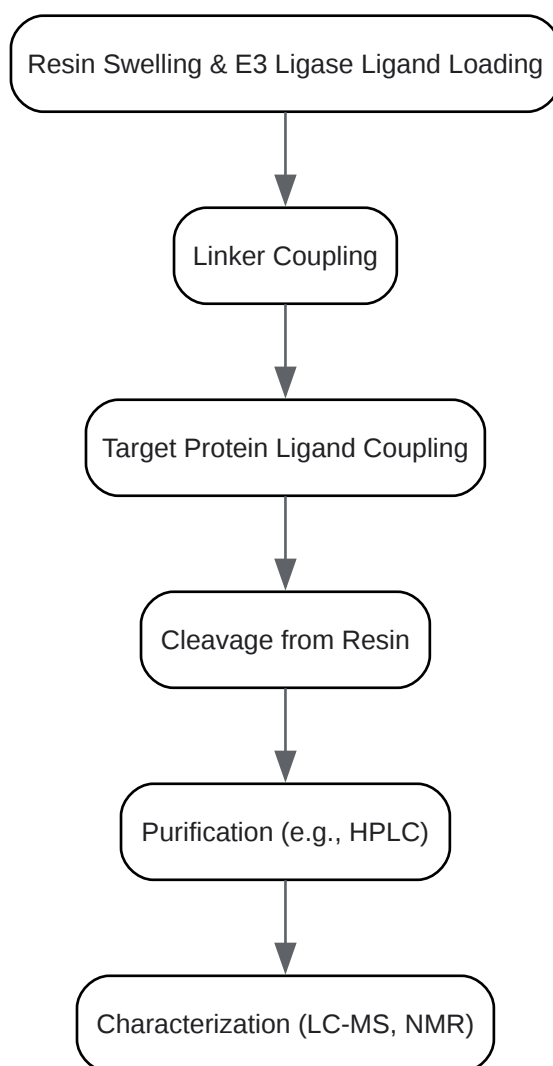 Resin Swelling & E3 Ligase Ligand Loading
Linker Coupling
Target Protein Ligand Coupling
Cleavage from Resin
Purification (e.g., HPLC)
Characterization (LC-MS, NMR)